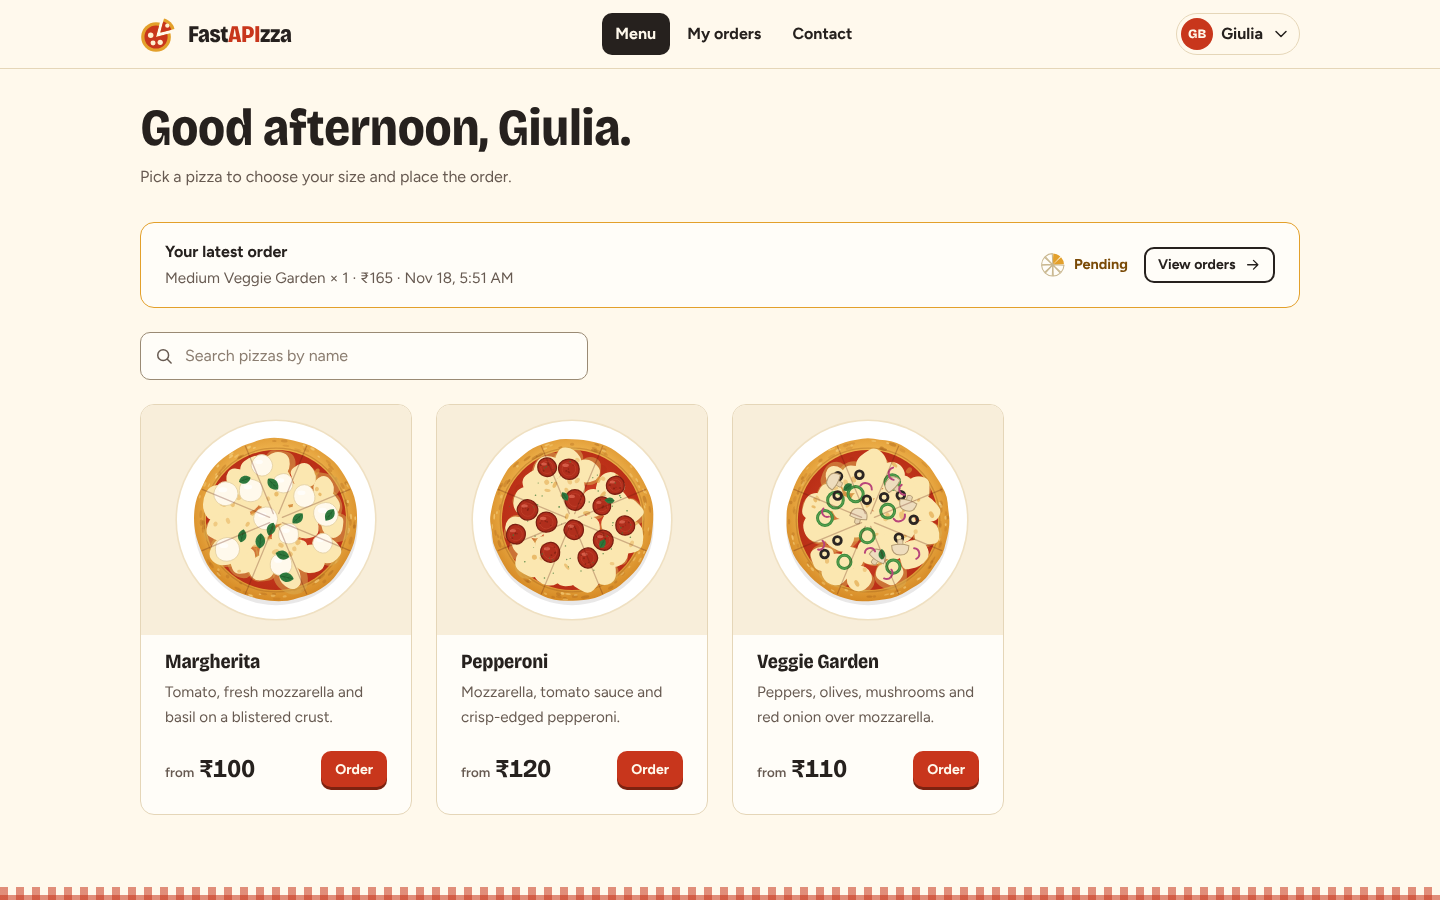 FastAPIzza
Menu
My orders
Contact
GB
Giulia
Good afternoon, Giulia.
Pick a pizza to choose your size and place the order.
Your latest order
Medium Veggie Garden × 1 · ₹165 · Nov 18, 5:51 AM
Pending
View orders
Search pizzas by name
Margherita
Tomato, fresh mozzarella and
basil on a blistered crust.
from ₹100
Order
Pepperoni
Mozzarella, tomato sauce and
crisp-edged pepperoni.
from ₹120
Order
Veggie Garden
Peppers, olives, mushrooms and
red onion over mozzarella.
from ₹110
Order